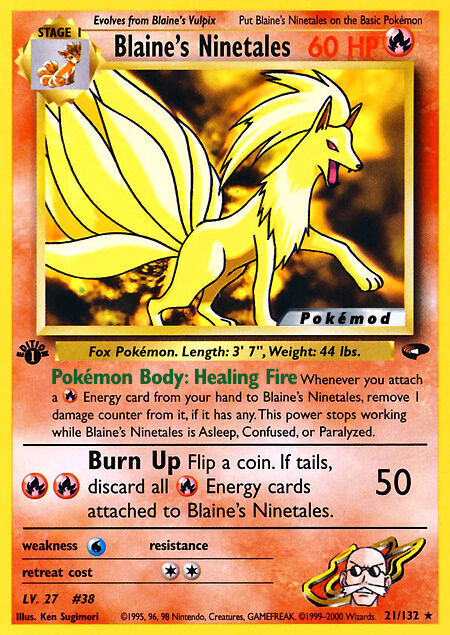 Evolves from Blaine's Vulpix
Put Blaine's Ninetales on the Basic Pokémon
STAGE 1
Blaine's Ninetales 60 HP
Pokémod
EDITION
1
Fox Pokémon. Length: 3' 7", Weight: 44 lbs.
Pokémon Body: Healing Fire Whenever you attach
a Energy card from your hand to Blaine's Ninetales, remove 1
damage counter from it, if it has any. This power stops working
while Blaine's Ninetales is Asleep, Confused, or Paralyzed.
Burn Up Flip a coin. If tails,
discard all Energy cards
attached to Blaine's Ninetales.
50
weakness
resistance
retreat cost
LV. 27 #38
Illus. Ken Sugimori
©1995, 96, 98 Nintendo, Creatures, GAMEFREAK. ©1999-2000 Wizards.
21/132 ★